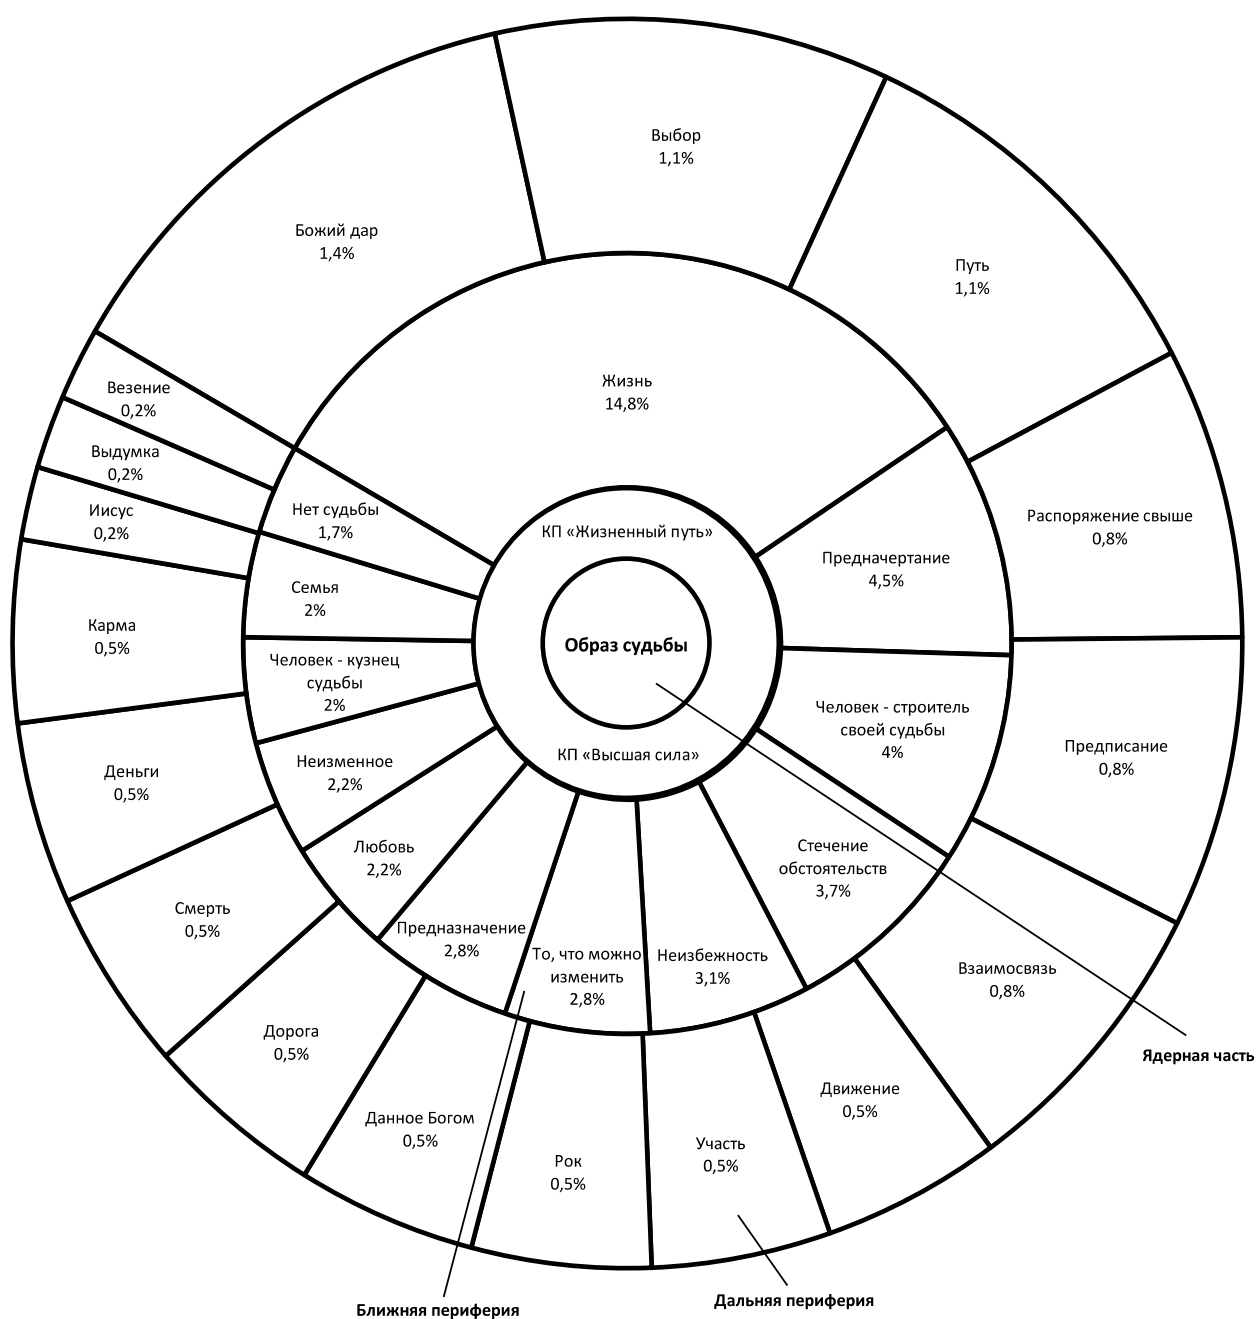 Выбор
1,1%
Божий дар
1,4%
Путь
1,1%
Везение
0,2%
Жизнь
14,8%
Выдумка
0,2%
Иисус
0,2%
Нет судьбы
1,7%
КП «Жизненный путь»
Распоряжение свыше
0,8%
Предначертание
4,5%
Семья
2%
Карма
0,5%
Образ судьбы
Человек - кузнец
судьбы
2%
Человек - строитель
своей судьбы
4%
Предписание
0,8%
КП «Высшая сила»
Неизменное
2,2%
Деньги
0,5%
Любовь
2,2%
Стечение
обстоятельств
3,7%
Смерть
0,5%
Предназначение
2,8%
То, что можно
изменить
2,8%
Неизбежность
3,1%
Взаимосвязь
0,8%
Дорога
0,5%
Ядерная часть
Движение
0,5%
Данное Богом
0,5%
Участь
0,5%
Рок
0,5%
Ближняя периферия
Дальняя периферия